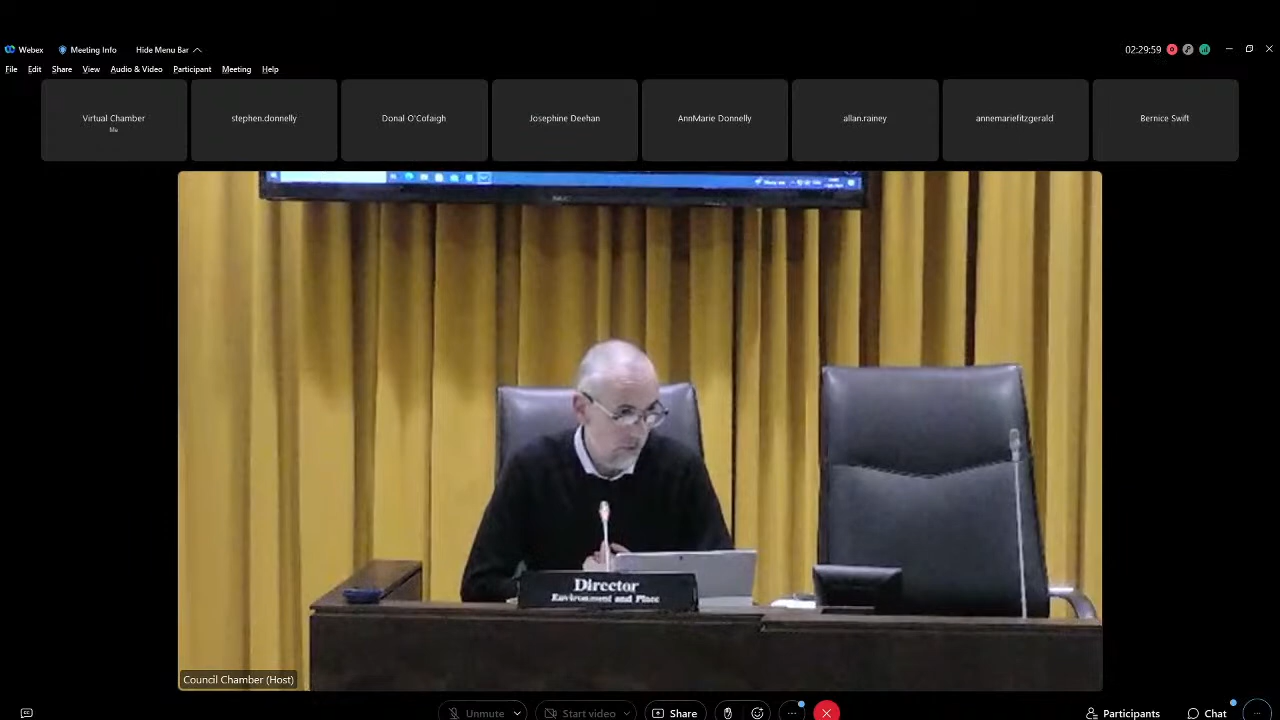 Webex
Meeting Info
Hide Menu Bar
02:29:59
File Edit Share View Audio & Video Participant Meeting Help
Virtual Chamber
Me
stephen.donnelly
Donal O'Cofaigh
Josephine Deehan
AnnMarie Donnelly
allan.rainey
annemariefitzgerald
Bernice Swift
NEC
Director
Environment and Place
Council Chamber (Host)
Unmute
Start video
Share
Participants
Chat